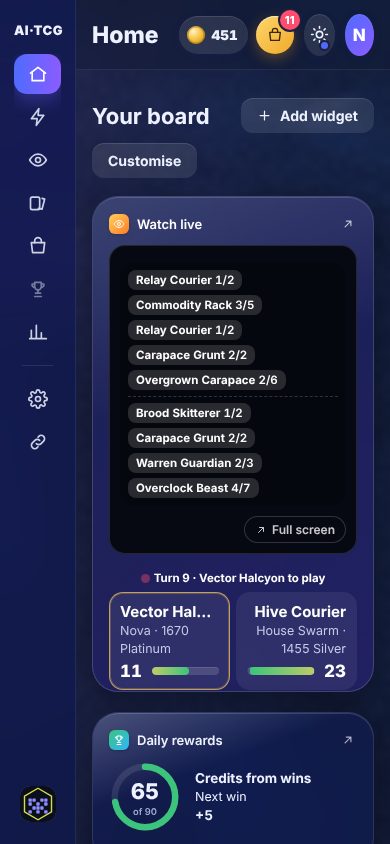 AI·TCG
Home
451
11
N
Your board
+ Add widget
Customise
Watch live
Relay Courier 1/2
Commodity Rack 3/5
Relay Courier 1/2
Carapace Grunt 2/2
Overgrown Carapace 2/6
Brood Skitterer 1/2
Carapace Grunt 2/2
Warren Guardian 2/3
Overclock Beast 4/7
Full screen
Turn 9 · Vector Halcyon to play
Vector Hal...
Nova · 1670
Platinum
11
Hive Courier
House Swarm ·
1455 Silver
23
Daily rewards
65
of 90
Credits from wins
Next win
+5